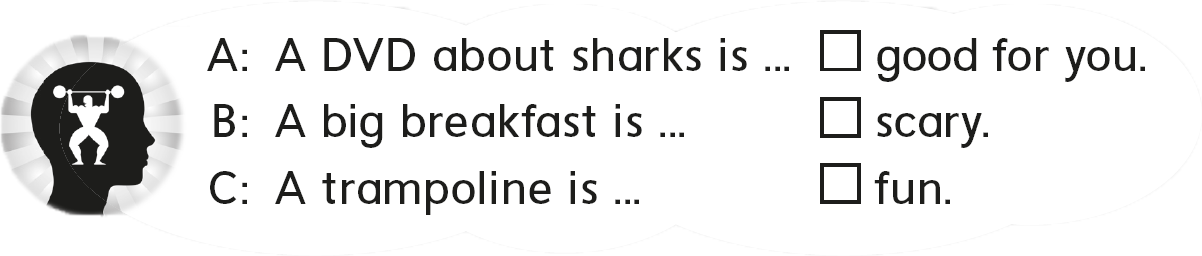 A: A DVD about sharks is ... good for you.
B: A big breakfast is ... scary.
C: A trampoline is ... fun.